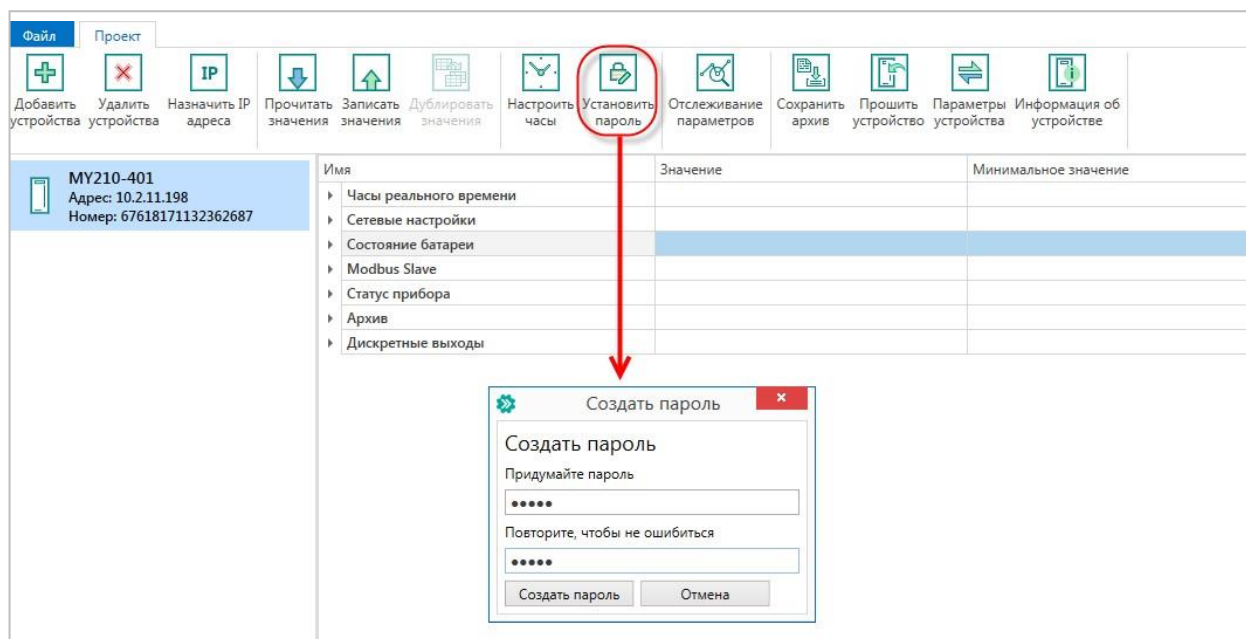 Файл Проект
IP
Добавить устройства
Удалить устройства
Назначить IP адреса
Прочитать значения
Записать значения
Дублировать значения
Настроить часы
Установить пароль
Отслеживание параметров
Сохранить архив
Прошить устройство
Параметры устройства
Информация об устройстве
МУ210-401
Адрес: 10.2.11.198
Номер: 67618171132362687
Имя Значение Минимальное значение
Часы реального времени
Сетевые настройки
Состояние батареи
Modbus Slave
Статус прибора
Архив
Дискретные выходы
Создать пароль
Создать пароль
Придумайте пароль
•••••
Повторите, чтобы не ошибиться
•••••
Создать пароль Отмена